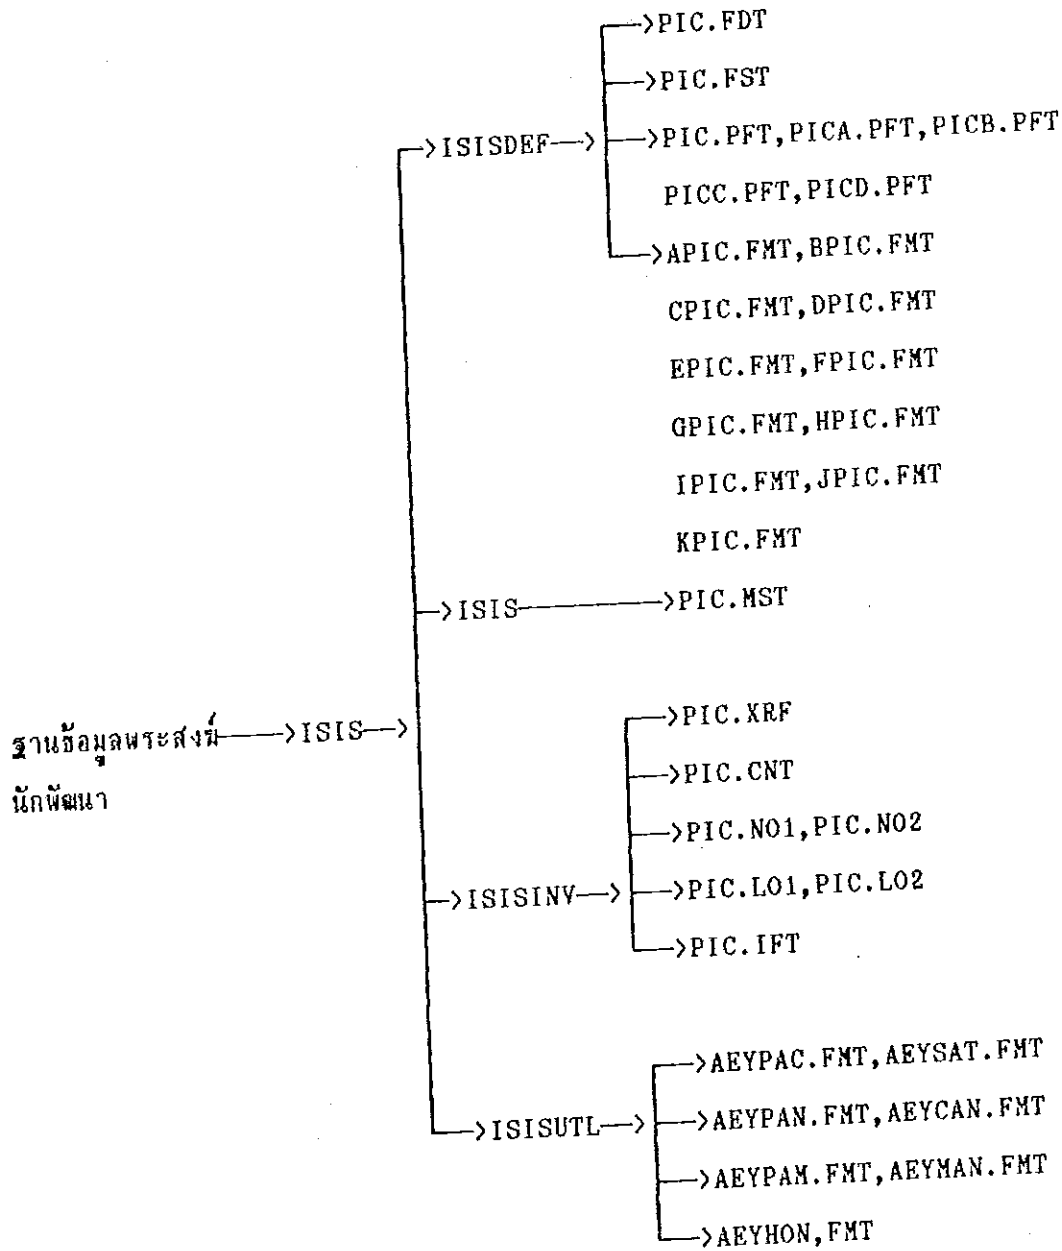 PIC.FDT
PIC.FST
ISISDEF
PIC.PFT,PICA.PFT,PICB.PFT
PICC.PFT,PICD.PFT
APIC.FMT,BPIC.FMT
CPIC.FMT,DPIC.FMT
EPIC.FMT,FPIC.FMT
GPIC.FMT,HPIC.FMT
IPIC.FMT,JPIC.FMT
KPIC.FMT
ISIS
PIC.MST
ฐานข้อมูลพระสงฆ์
นักพัฒนา
ISIS
ISISINV
PIC.XRF
PIC.CNT
PIC.NO1,PIC.NO2
PIC.LO1,PIC.LO2
PIC.IFT
ISISUTL
AEYPAC.FMT,AEYSAT.FMT
AEYPAN.FMT,AEYCAN.FMT
AEYPAM.FMT,AEYMAN.FMT
AEYHON,FMT